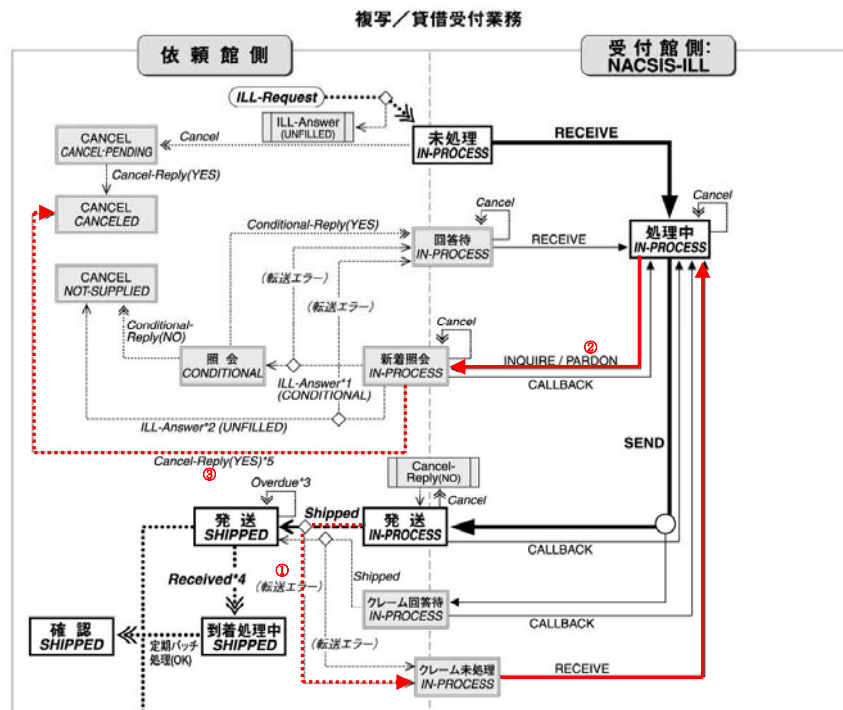 複写／貸借受付業務
依頼館側
受付館側:
NACSIS-ILL
ILL-Request
ILL-Answer
(UNFILLED)
未処理
IN-PROCESS
RECEIVE
CANCEL
CANCEL-PENDING
Cancel
Cancel-Reply(YES)
CANCEL
CANCELED
Conditional-Reply(YES)
Cancel
回答待
IN-PROCESS
RECEIVE
Cancel
処理中
IN-PROCESS
(転送エラー)
(転送エラー)
CANCEL
NOT-SUPPLIED
Conditional-
Reply(NO)
照会
CONDITIONAL
Cancel
新着照会
IN-PROCESS
②
INQUIRE / PARDON
CALLBACK
ILL-Answer*1
(CONDITIONAL)
ILL-Answer*2 (UNFILLED)
SEND
Cancel-Reply(YES)*5
③
Cancel-
Reply(NO)
Cancel
Overdue*3
発送
SHIPPED
Shipped
発送
IN-PROCESS
CALLBACK
Received*4
①
(転送エラー)
Shipped
クレーム回答待
IN-PROCESS
CALLBACK
確認
SHIPPED
定期バッチ
処理(OK)
到着処理中
SHIPPED
(転送エラー)
クレーム未処理
IN-PROCESS
RECEIVE